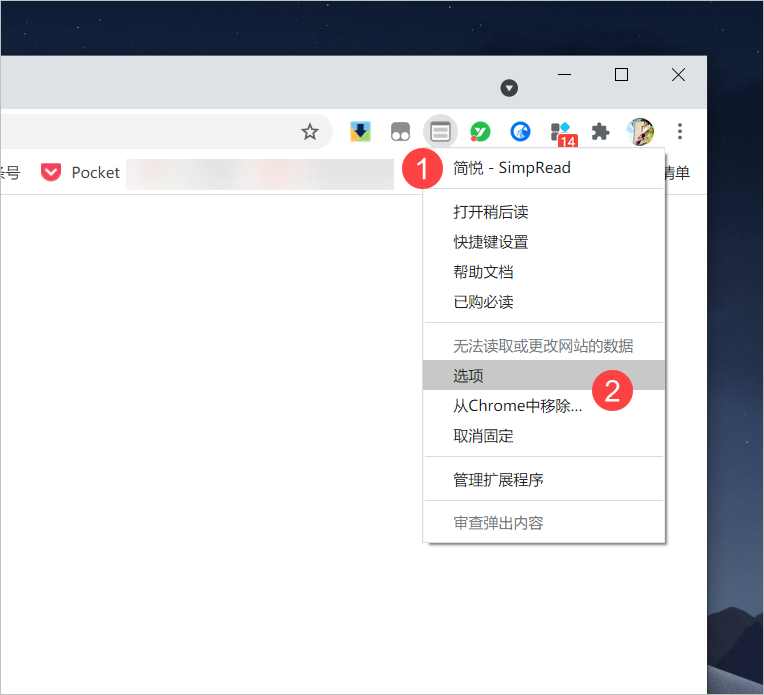 14
条号
Pocket
清单
1
简悦 - SimpRead
打开稍后读
快捷键设置
帮助文档
已购必读
无法读取或更改网站的数据
选项
2
从Chrome中移除...
取消固定
管理扩展程序
审查弹出内容